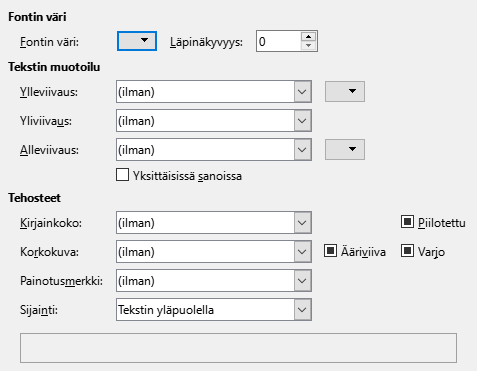 Fontin väri
Fontin väri: Läpinäkyvyys: 0
Tekstin muotoilu
Ylleviivaus: (ilman)
Yliviivaus: (ilman)
Alleviivaus: (ilman)
Yksittäisissä sanoissa
Tehosteet
Kirjainkoko: (ilman) Piilotettu
Korkokuva: (ilman) Ääriviiva Varjo
Painotusmerkki: (ilman)
Sijainti: Tekstin yläpuolella